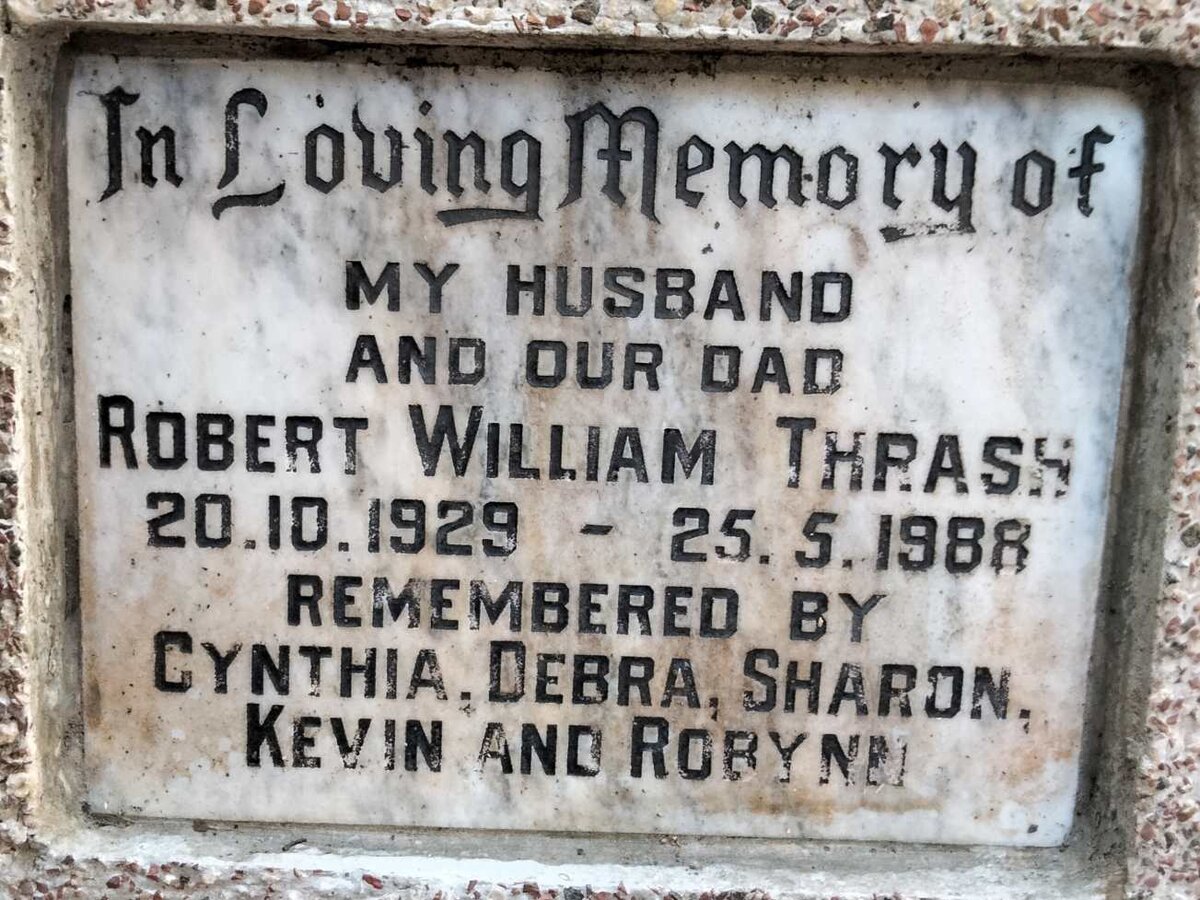 In Loving Memory of
MY HUSBAND
AND OUR DAD
ROBERT WILLIAM THRASH
20.10.1929 - 25.5.1988
REMEMBERED BY
CYNTHIA, DEBRA, SHARON,
KEVIN AND ROBYNN